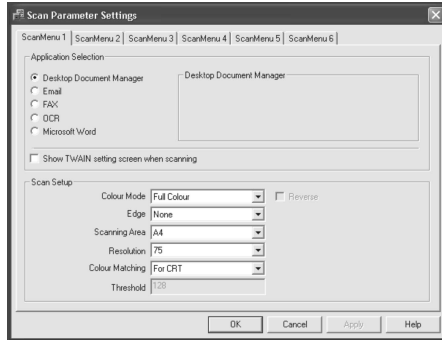 Scan Parameter Settings
ScanMenu 1 ScanMenu 2 ScanMenu 3 ScanMenu 4 ScanMenu 5 ScanMenu 6
Application Selection
Desktop Document Manager
Email
FAX
OCR
Microsoft Word
Desktop Document Manager
Show TWAIN setting screen when scanning
Scan Setup
Colour Mode Full Colour Reverse
Edge None
Scanning Area A4
Resolution 75
Colour Matching For CRT
Threshold 128
OK Cancel Apply Help